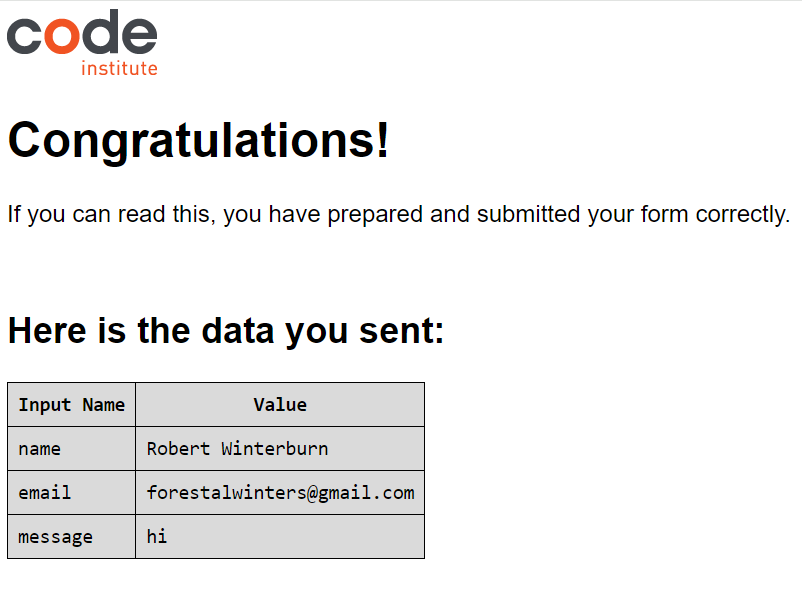 code
institute
Congratulations!
If you can read this, you have prepared and submitted your form correctly.
Here is the data you sent:
Input Name Value
name Robert Winterburn
email forestalwinters@gmail.com
message hi